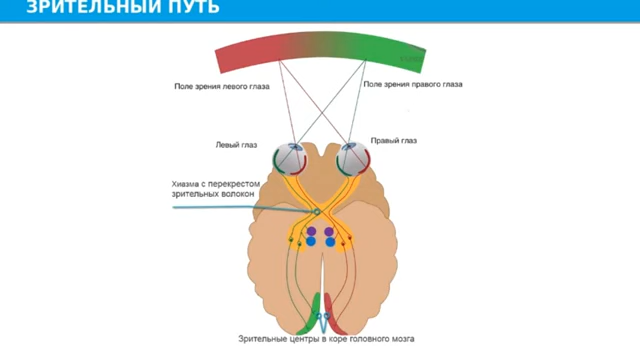 ЗРИТЕЛЬНЫЙ ПУТЬ
Поле зрения левого глаза
Поле зрения правого глаза
Левый глаз
Правый глаз
Хиазма с перекрестом
зрительных волокон
Зрительные центры в коре головного мозга